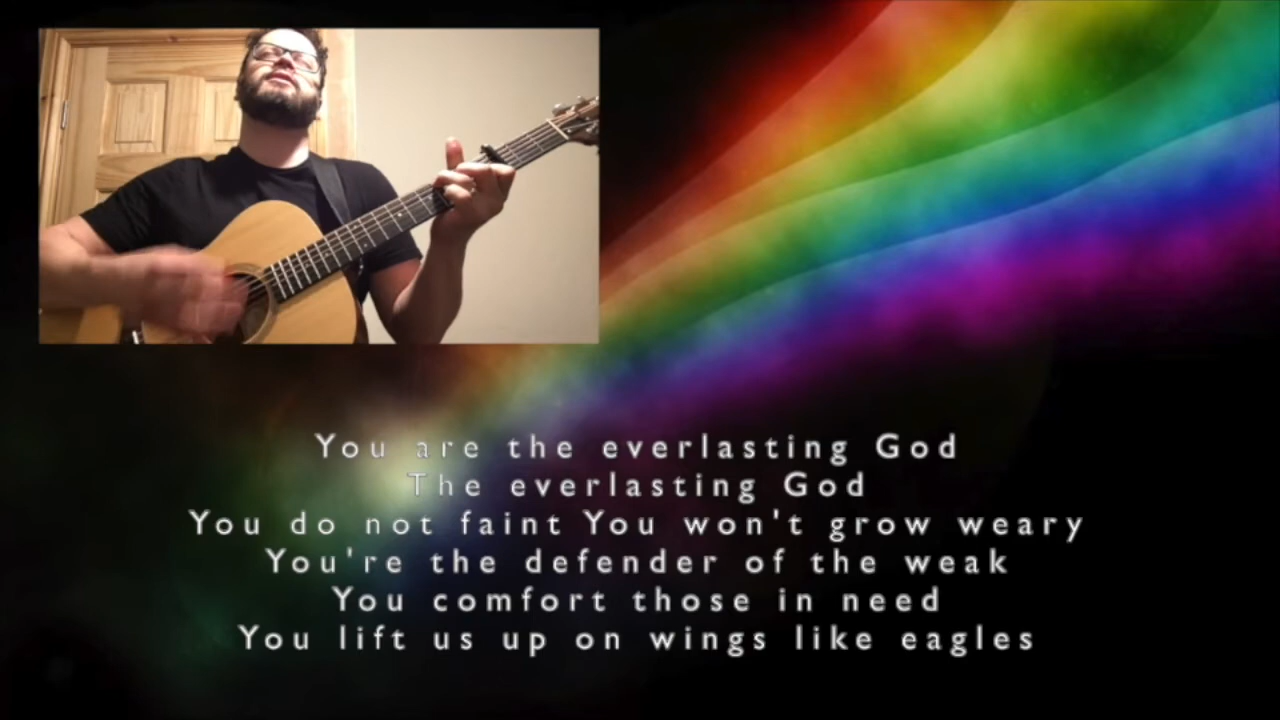 You are the everlasting God
The everlasting God
You do not faint You won't grow weary
You're the defender of the weak
You comfort those in need
You lift us up on wings like eagles